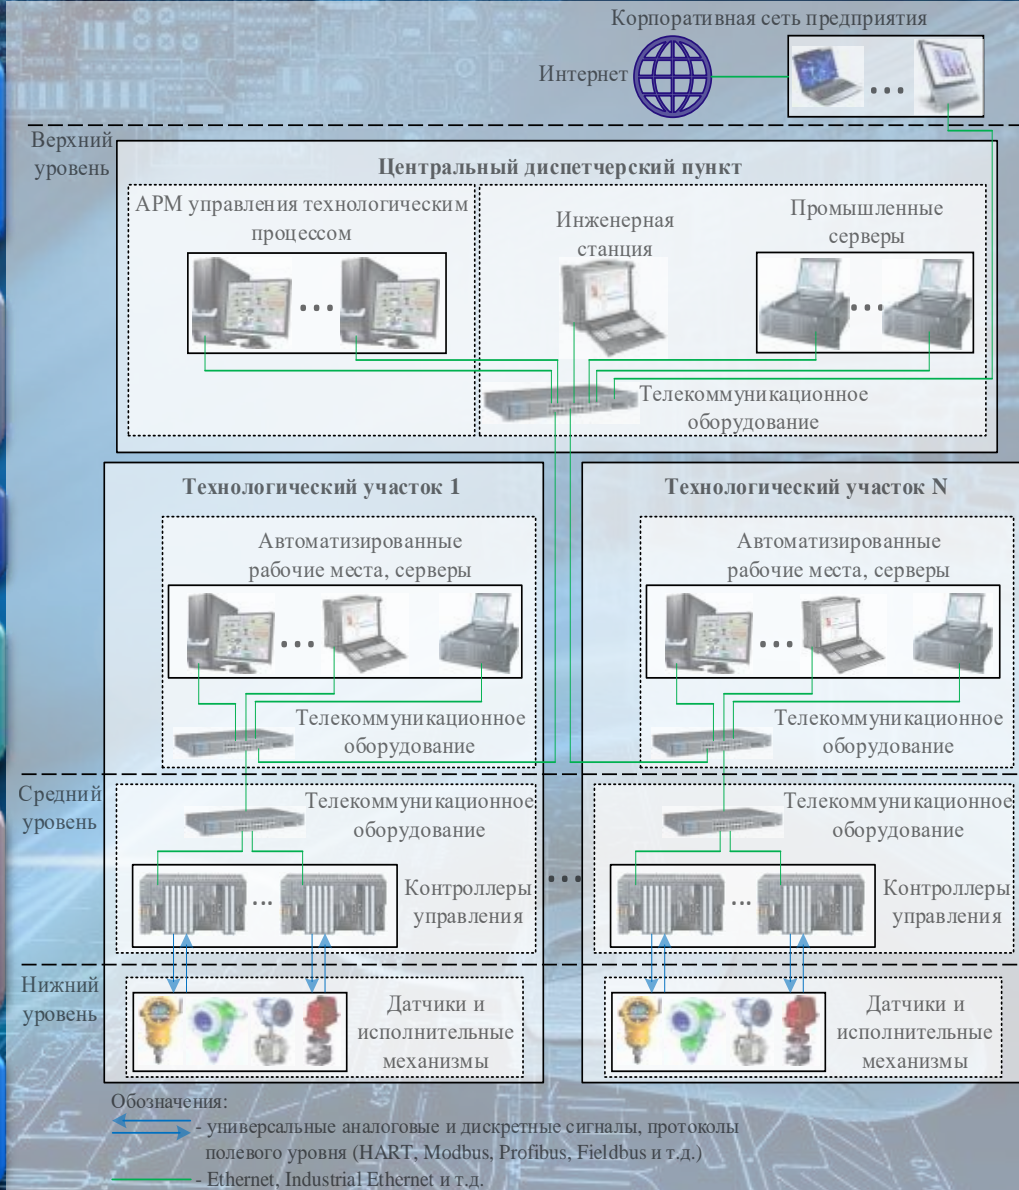 Корпоративная сеть предприятия
Интернет
Верхний
уровень
Центральный диспетчерский пункт
АРМ управления технологическим
процессом
Инженерная
станция
Промышленные
серверы
Телекоммуникационное
оборудование
Технологический участок 1
Автоматизированные
рабочие места, серверы
Телекоммуникационное
оборудование
Технологический участок N
Автоматизированные
рабочие места, серверы
Телекоммуникационное
оборудование
Средний
уровень
Телекоммуникационное
оборудование
Контроллеры
управления
...
Телекоммуникационное
оборудование
Контроллеры
управления
Нижний
уровень
Датчики и
исполнительные
механизмы
Датчики и
исполнительные
механизмы
Обозначения:
- универсальные аналоговые и дискретные сигналы, протоколы
полевого уровня (HART, Modbus, Profibus, Fieldbus и т.д.)
- Ethernet, Industrial Ethernet и т.д.